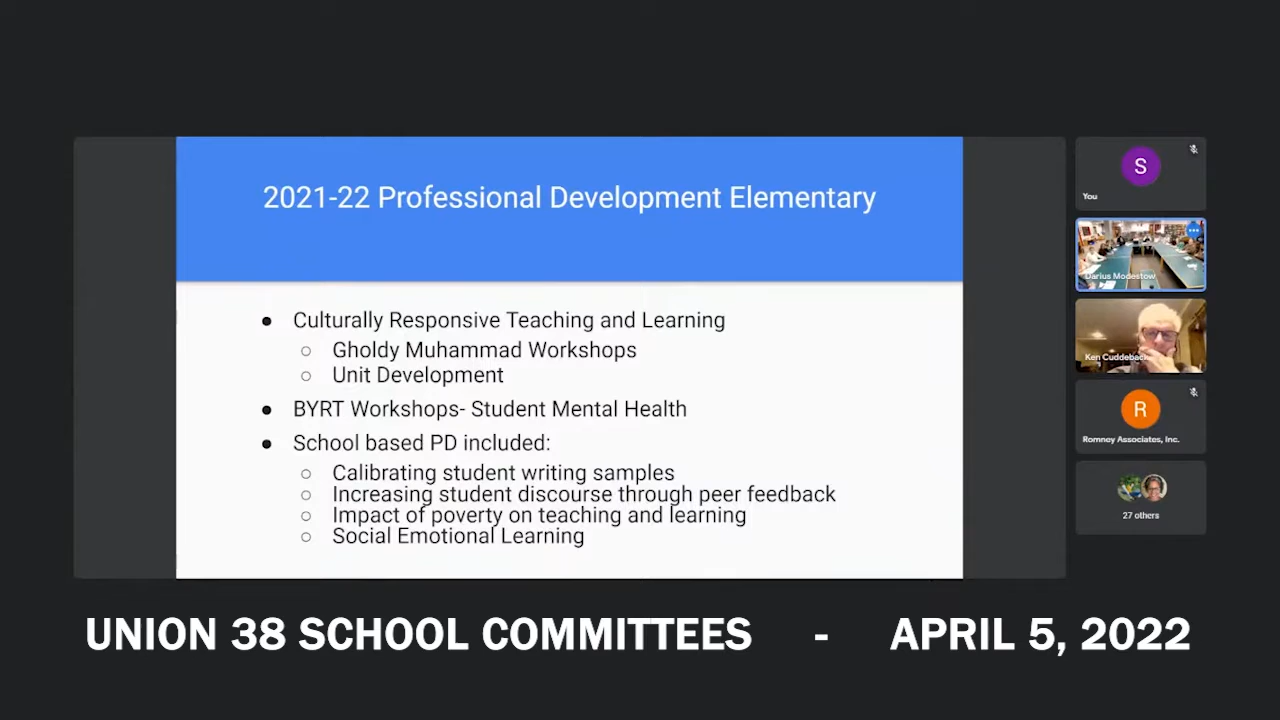 2021-22 Professional Development Elementary
● Culturally Responsive Teaching and Learning
○ Gholdy Muhammad Workshops
○ Unit Development
● BYRT Workshops- Student Mental Health
● School based PD included:
○ Calibrating student writing samples
○ Increasing student discourse through peer feedback
○ Impact of poverty on teaching and learning
○ Social Emotional Learning
S
You
Darius Modestow
Ken Cuddeback
R
Romney Associates, Inc.
27 others
UNION 38 SCHOOL COMMITTEES - APRIL 5, 2022